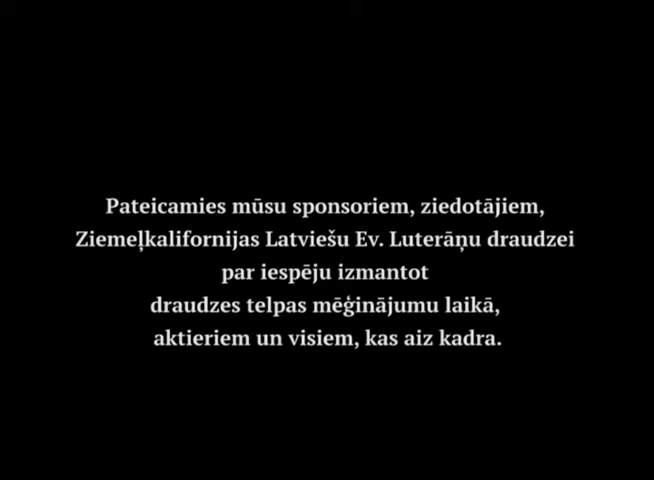 Pateicamies mūsu sponsoriem, ziedotājiem,
Ziemeļkalifornijas Latviešu Ev. Luterāņu draudzei
par iespēju izmantot
draudzes telpas mēģinājumu laikā,
aktieriem un visiem, kas aiz kadra.